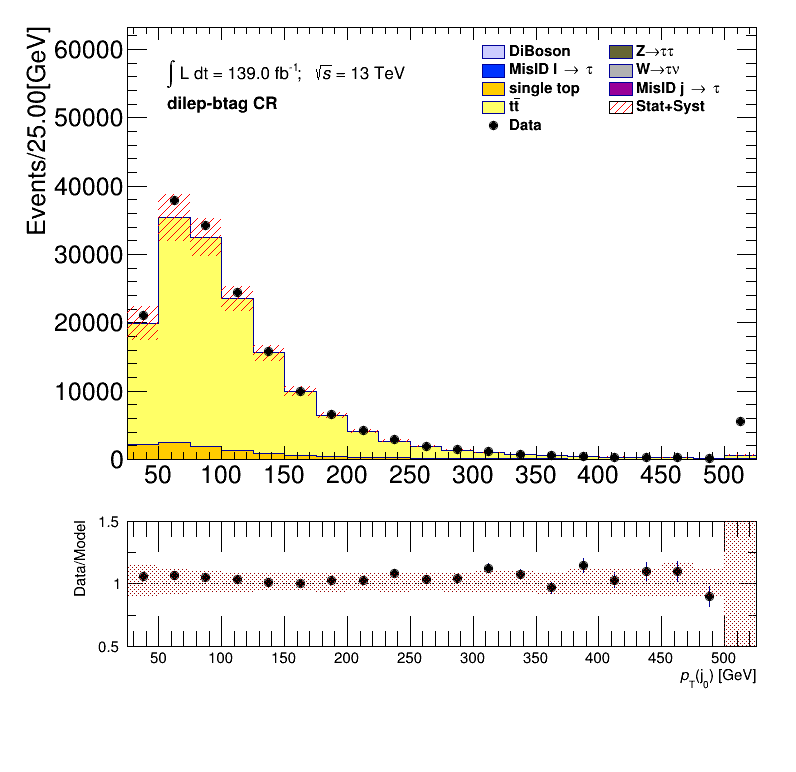 Events/25.00[GeV]
60000
50000
40000
30000
20000
10000
0
∫ L dt = 139.0 fb⁻¹; √s = 13 TeV
dilep-btag CR
DiBoson
MisID l → τ
single top
tt̄
Data
Z→ττ
W→τν
MisID j → τ
Stat+Syst
50 100 150 200 250 300 350 400 450 500
Data/Model
1.5
1
0.5
50 100 150 200 250 300 350 400 450 500
p_T(j_0) [GeV]